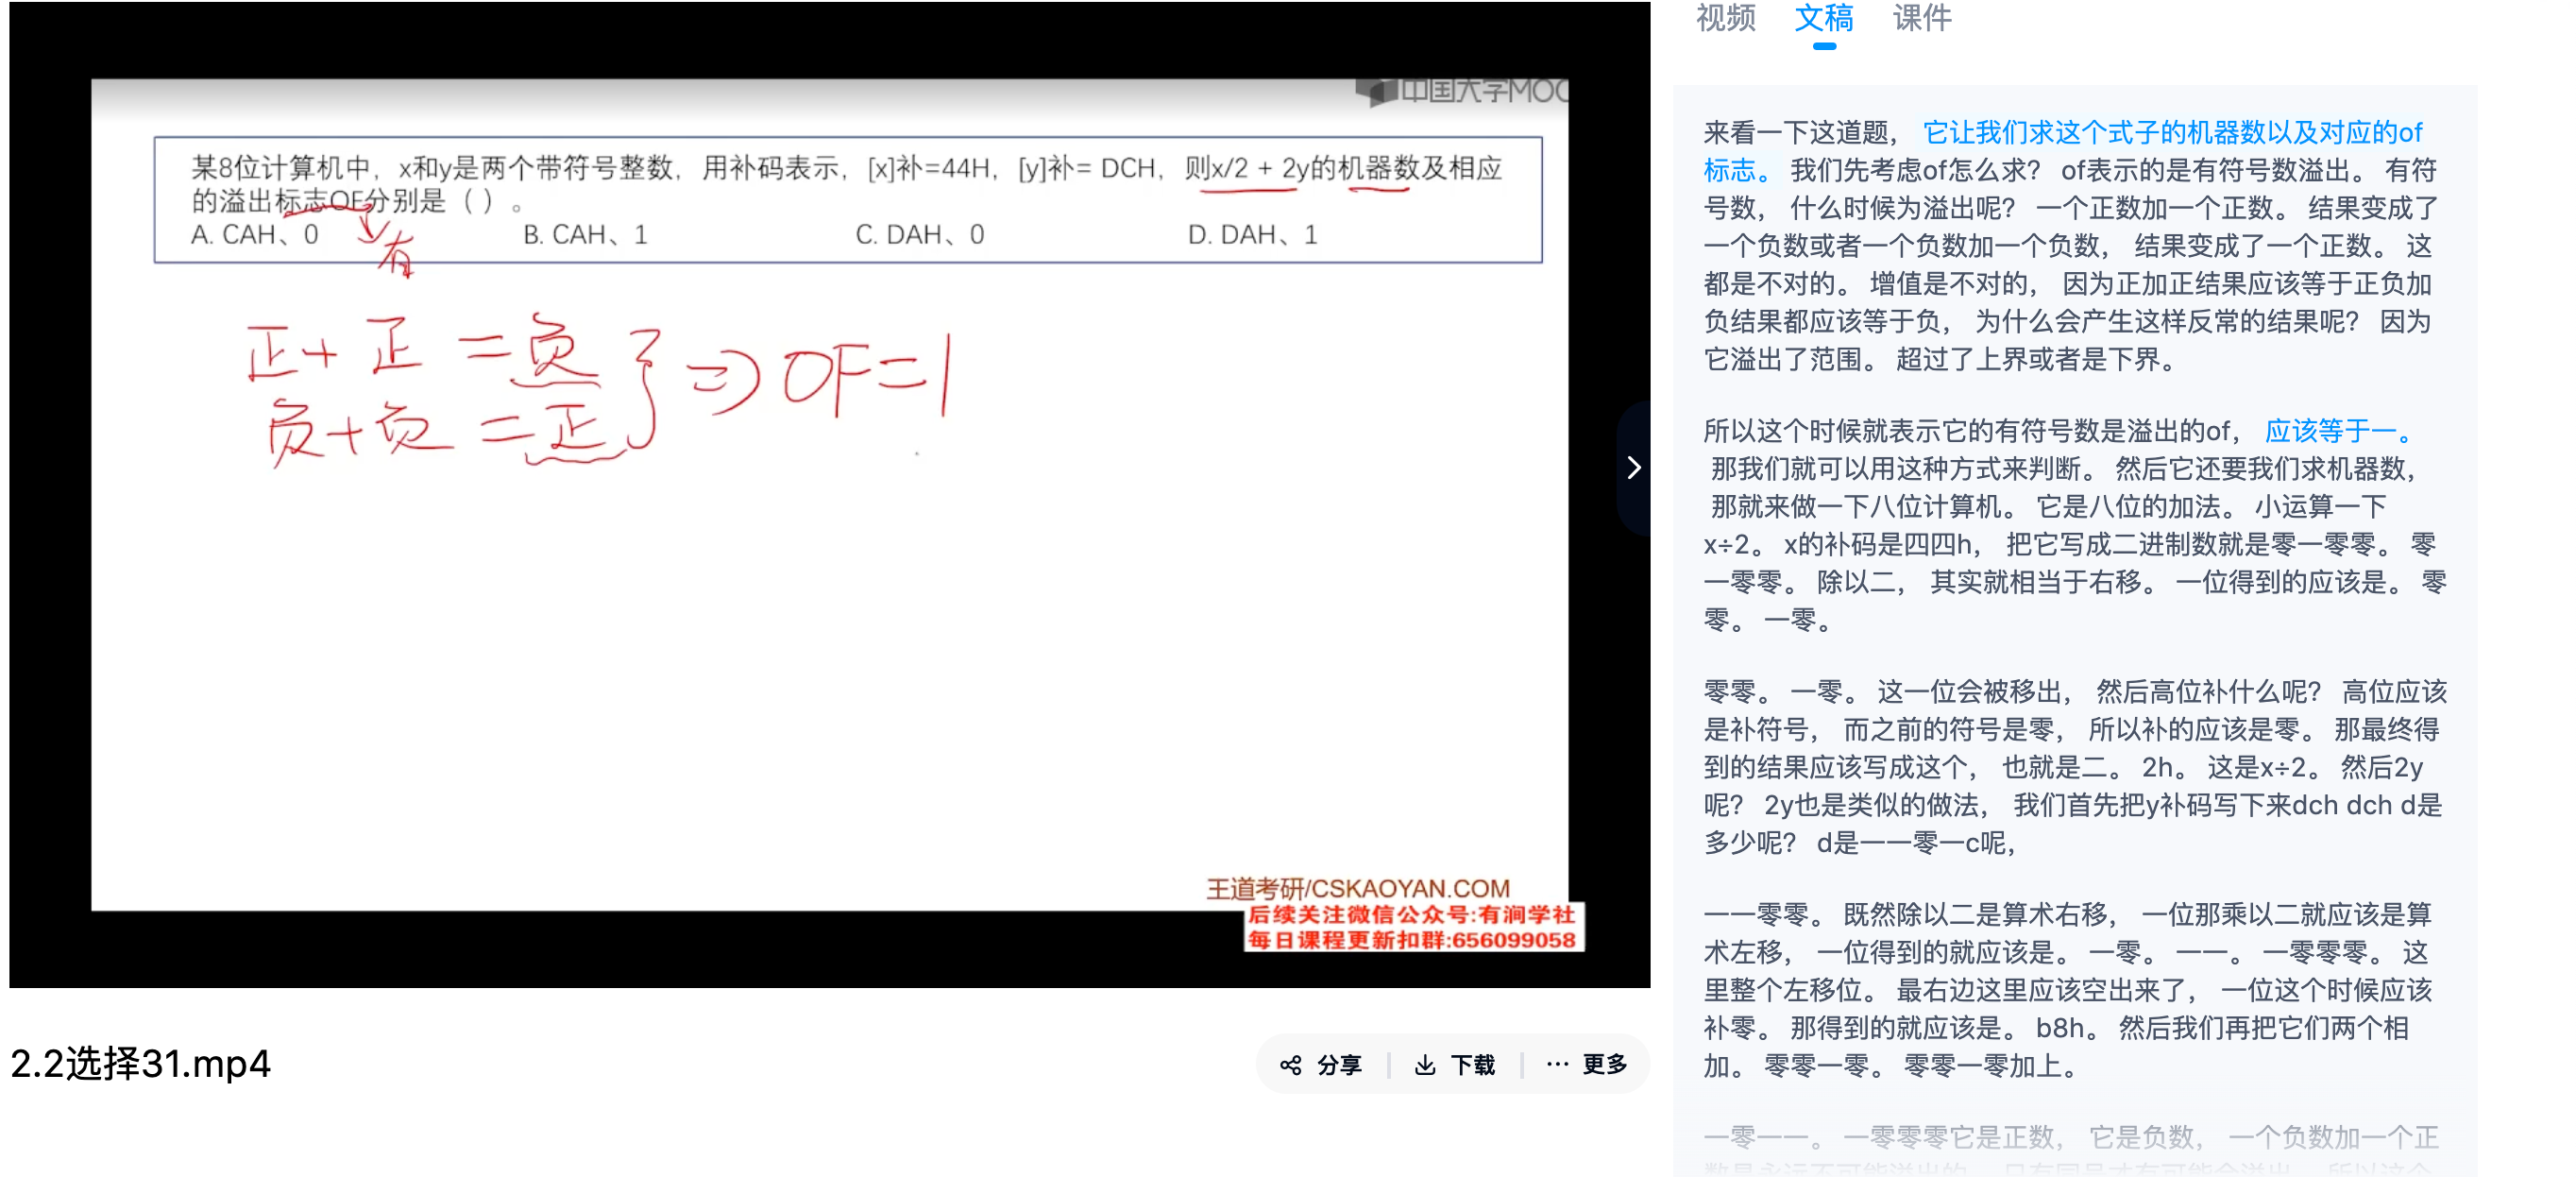 中国大学MOC
某8位计算机中，x和y是两个带符号整数，用补码表示，[x]补=44H，[y]补= DCH，则x/2 + 2y的机器数及相应
的溢出标志OF分别是（ ）。
A. CAH、0 B. CAH、1 C. DAH、0 D. DAH、1
有
正+ 正 =负
负+负 =正
} => OF=1
王道考研/CSKAOYAN.COM
后续关注微信公众号:有涧学社
每日课程更新扣群:656099058
2.2选择31.mp4
分享 下载 更多
视频 文稿 课件
来看一下这道题， 它让我们求这个式子的机器数以及对应的of
标志。 我们先考虑of怎么求？ of表示的是有符号数溢出。 有符
号数， 什么时候为溢出呢？ 一个正数加一个正数。 结果变成了
一个负数或者一个负数加一个负数， 结果变成了一个正数。 这
都是不对的。 增值是不对的， 因为正加正结果应该等于正负加
负结果都应该等于负， 为什么会产生这样反常的结果呢？ 因为
它溢出了范围。 超过了上界或者是下界。
所以这个时候就表示它的有符号数是溢出的of， 应该等于一。
那我们就可以用这种方式来判断。 然后它还要我们求机器数，
那就来做一下八位计算机。 它是八位的加法。 小运算一下
x÷2。 x的补码是四四h， 把它写成二进制数就是零一零零。 零
一零零。 除以二， 其实就相当于右移。 一位得到的应该是。 零
零。 一零。
零零。 一零。 这一位会被移出， 然后高位补什么呢？ 高位应该
是补符号， 而之前的符号是零， 所以补的应该是零。 那最终得
到的结果应该写成这个， 也就是二。 2h。 这是x÷2。 然后2y
呢？ 2y也是类似的做法， 我们首先把y补码写下来dch dch d是
多少呢？ d是一一零一c呢，
一一零零。 既然除以二是算术右移， 一位那乘以二就应该是算
术左移， 一位得到的就应该是。 一零。 一一。 一零零零。 这
里整个左移位。 最右边这里应该空出来了， 一位这个时候应该
补零。 那得到的就应该是。 b8h。 然后我们再把它们两个相
加。 零零一零。 零零一零加上。
一零一一。 一零零零它是正数， 它是负数， 一个负数加一个正